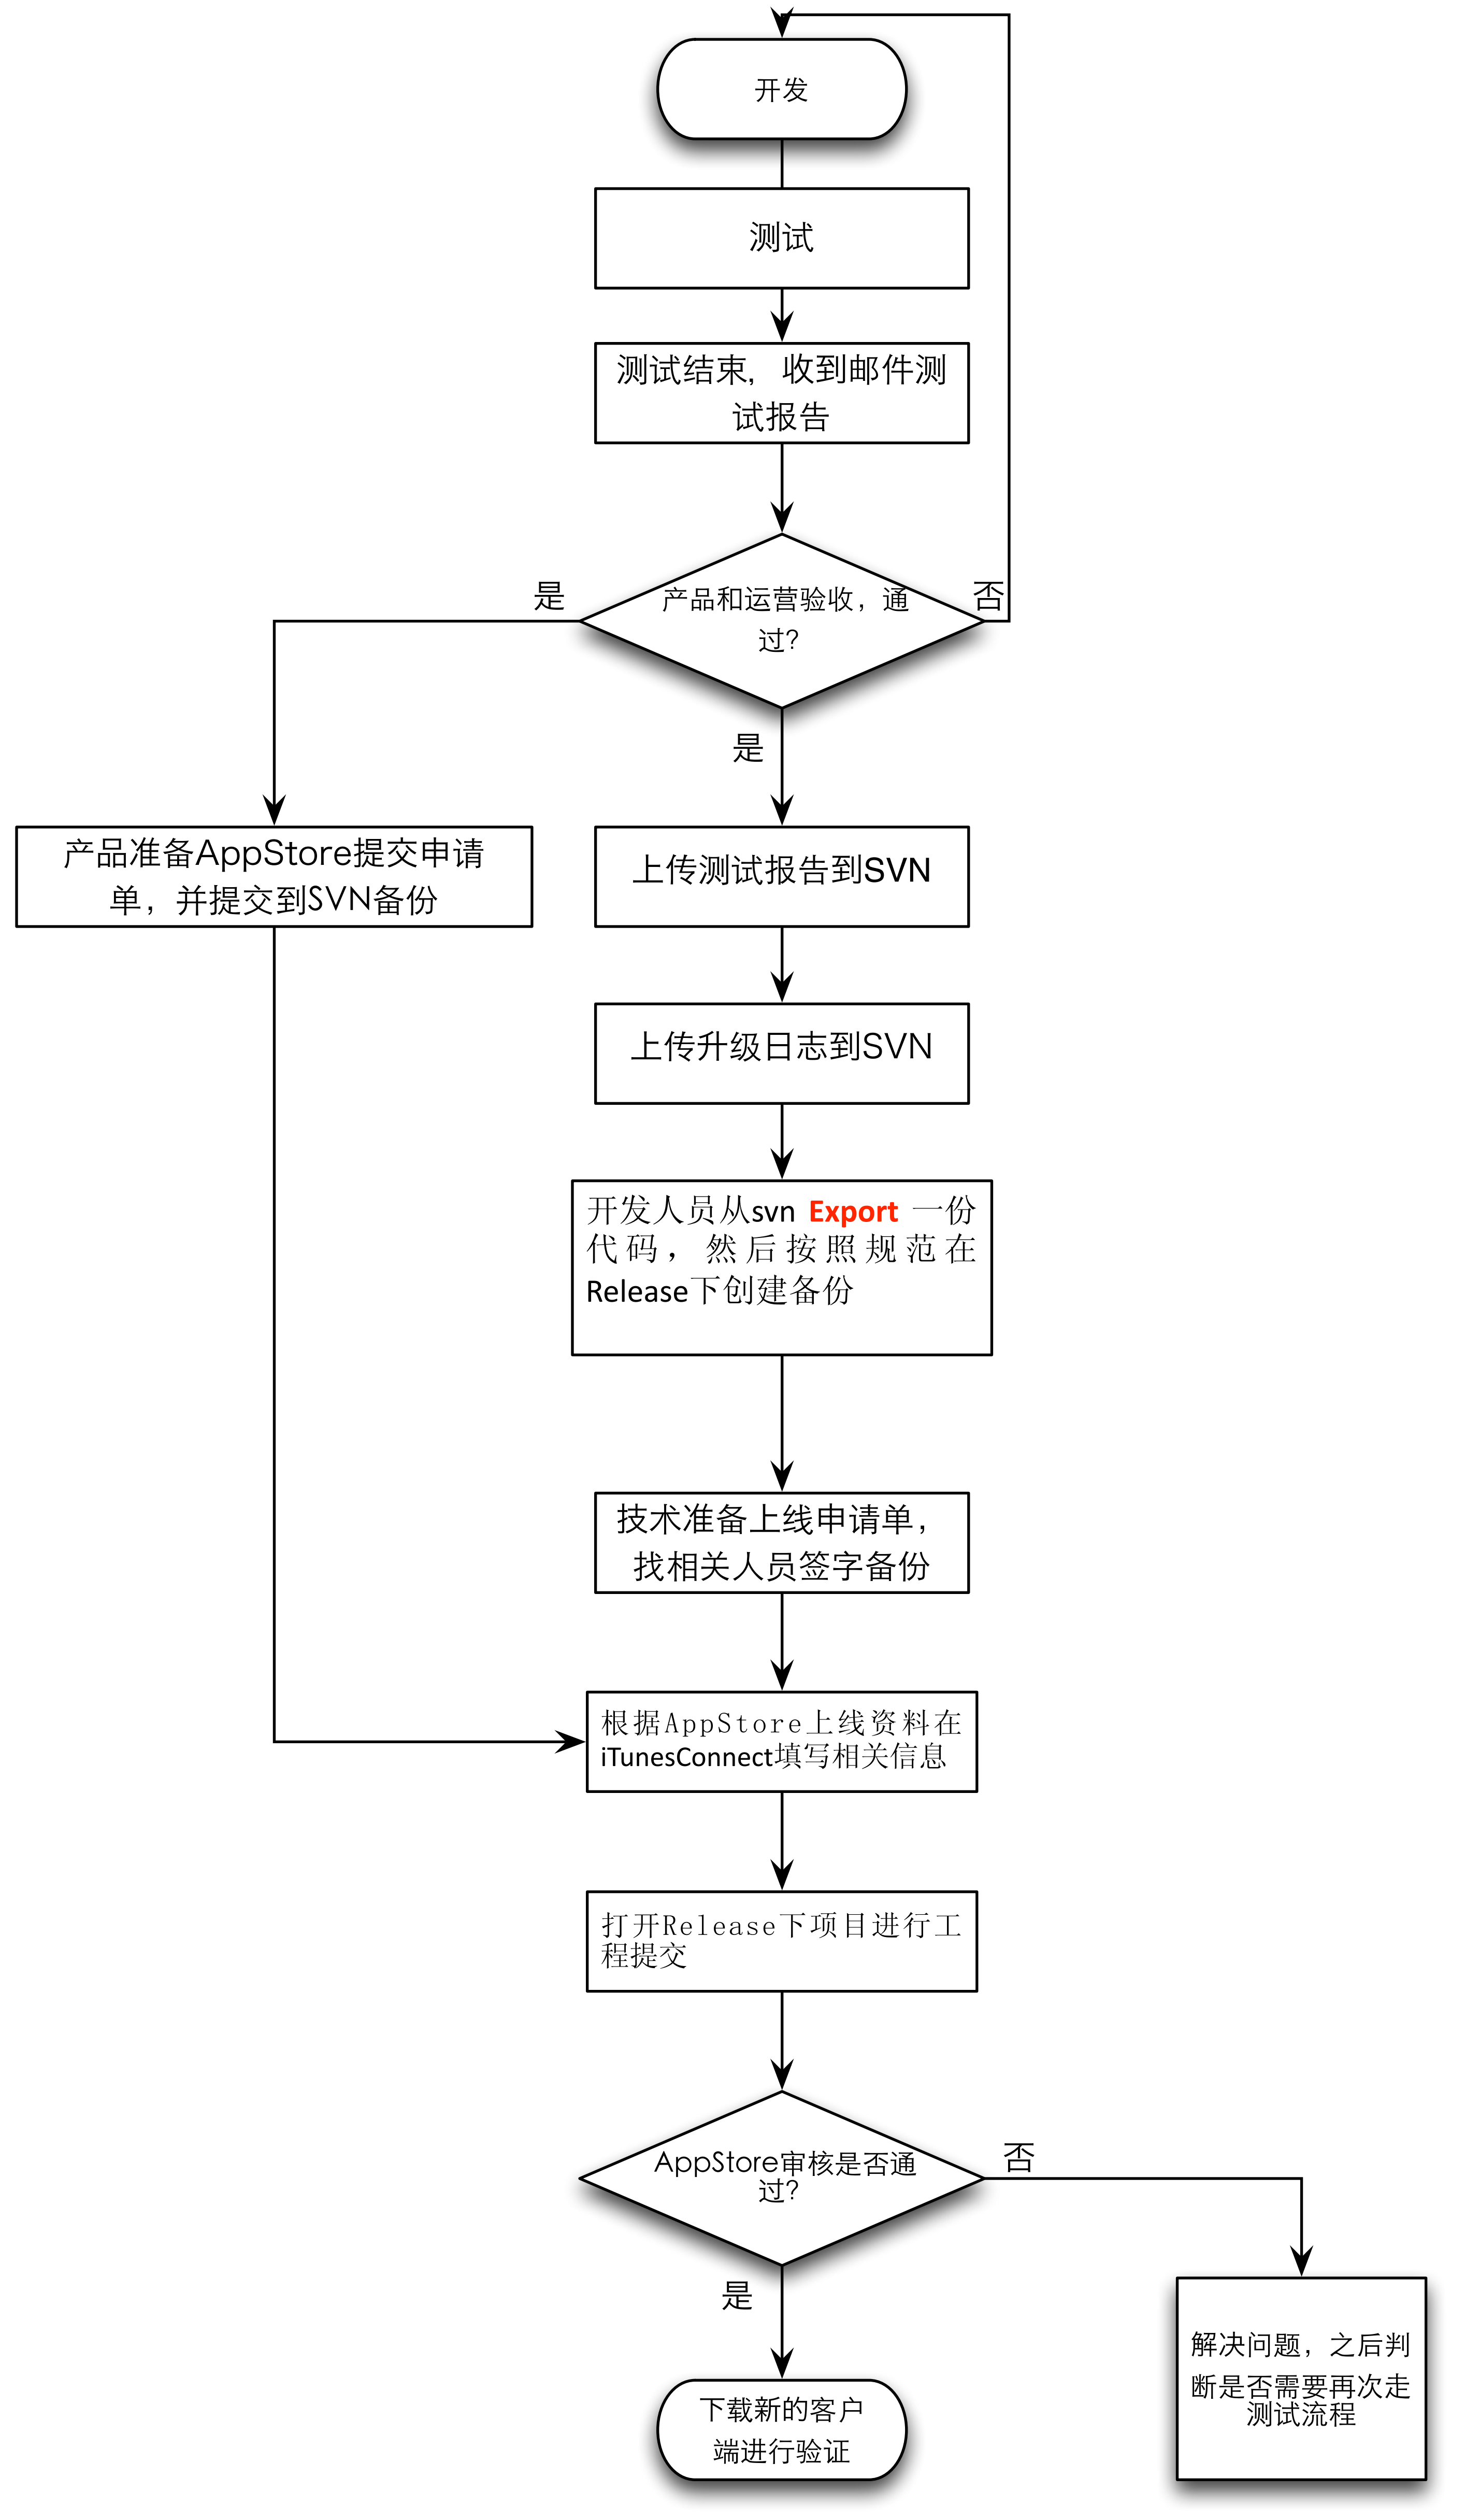 开发
测试
测试结束，收到邮件测
试报告
产品和运营验收，通
过？
是
否
是
产品准备AppStore提交申请
单，并提交到SVN备份
上传测试报告到SVN
上传升级日志到SVN
开发人员从svn Export 一份
代码，然后按照规范在
Release下创建备份
技术准备上线申请单，
找相关人员签字备份
根据AppStore上线资料在
iTunesConnect填写相关信息
打开Release下项目进行工
程提交
AppStore审核是否通
过？
否
是
解决问题，之后判
断是否需要再次走
测试流程
下载新的客户
端进行验证